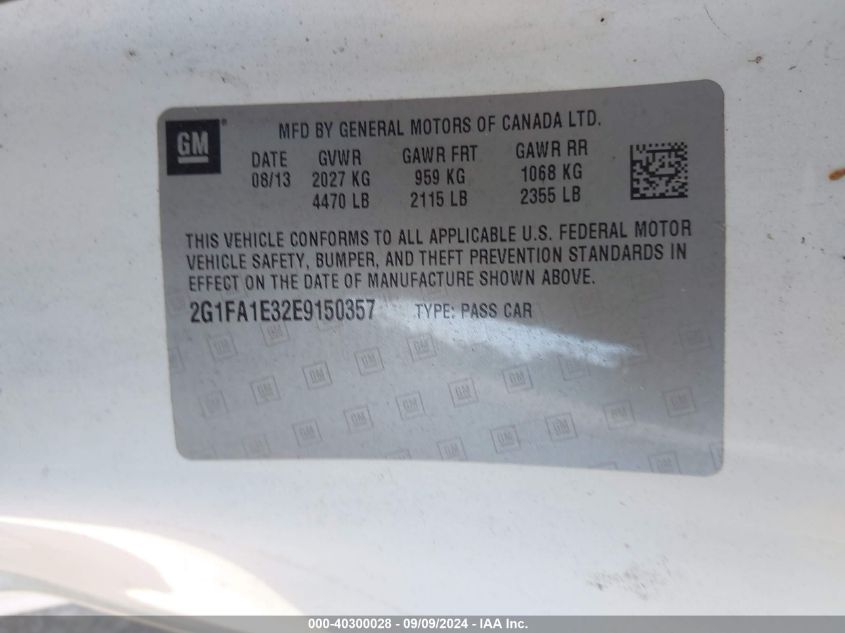 GM
MFD BY GENERAL MOTORS OF CANADA LTD.
DATE GVWR GAWR FRT GAWR RR
08/13 2027 KG 959 KG 1068 KG
4470 LB 2115 LB 2355 LB
THIS VEHICLE CONFORMS TO ALL APPLICABLE U.S. FEDERAL MOTOR
VEHICLE SAFETY, BUMPER, AND THEFT PREVENTION STANDARDS IN
EFFECT ON THE DATE OF MANUFACTURE SHOWN ABOVE.
2G1FA1E32E9150357 TYPE: PASS CAR
000-40300028 - 09/09/2024 - IAA Inc.